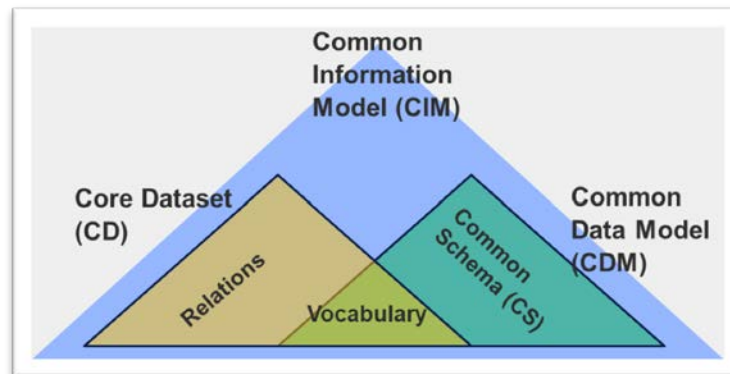 Common
Information
Model (CIM)
Core Dataset
(CD)
Common
Data Model
(CDM)
Relations
Vocabulary
Common
Schema (CS)